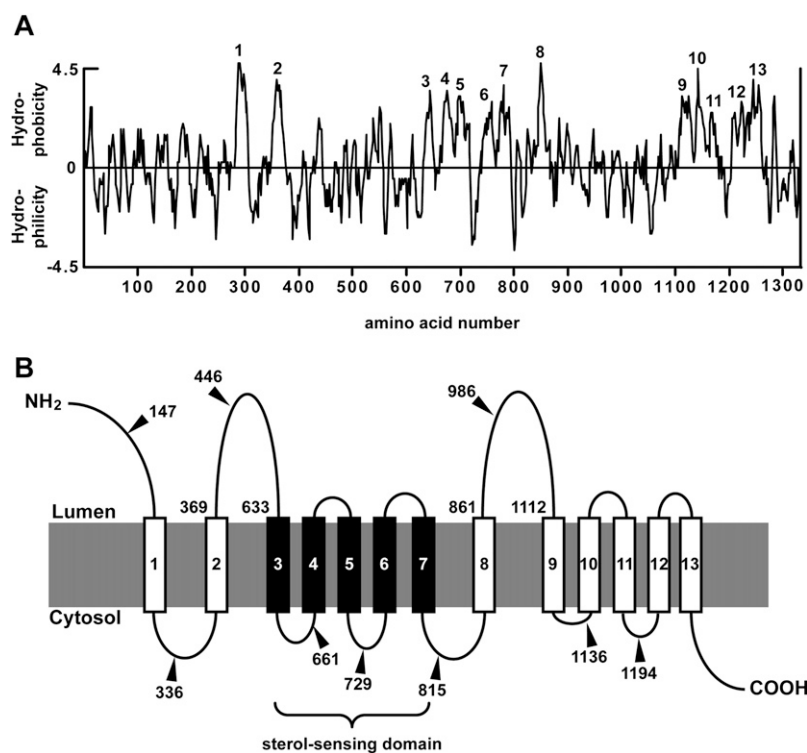 A
Hydro-
phobicity
Hydro-
philicity
4.5
0
-4.5
1
2
3
4
5
6
7
8
9
10
11
12
13
100 200 300 400 500 600 700 800 900 1000 1100 1200 1300
amino acid number
B
NH2
147
446
986
369
633
861
1112
Lumen
1 2 3 4 5 6 7 8 9 10 11 12 13
Cytosol
336
661
729
815
1136
1194
COOH
sterol-sensing domain